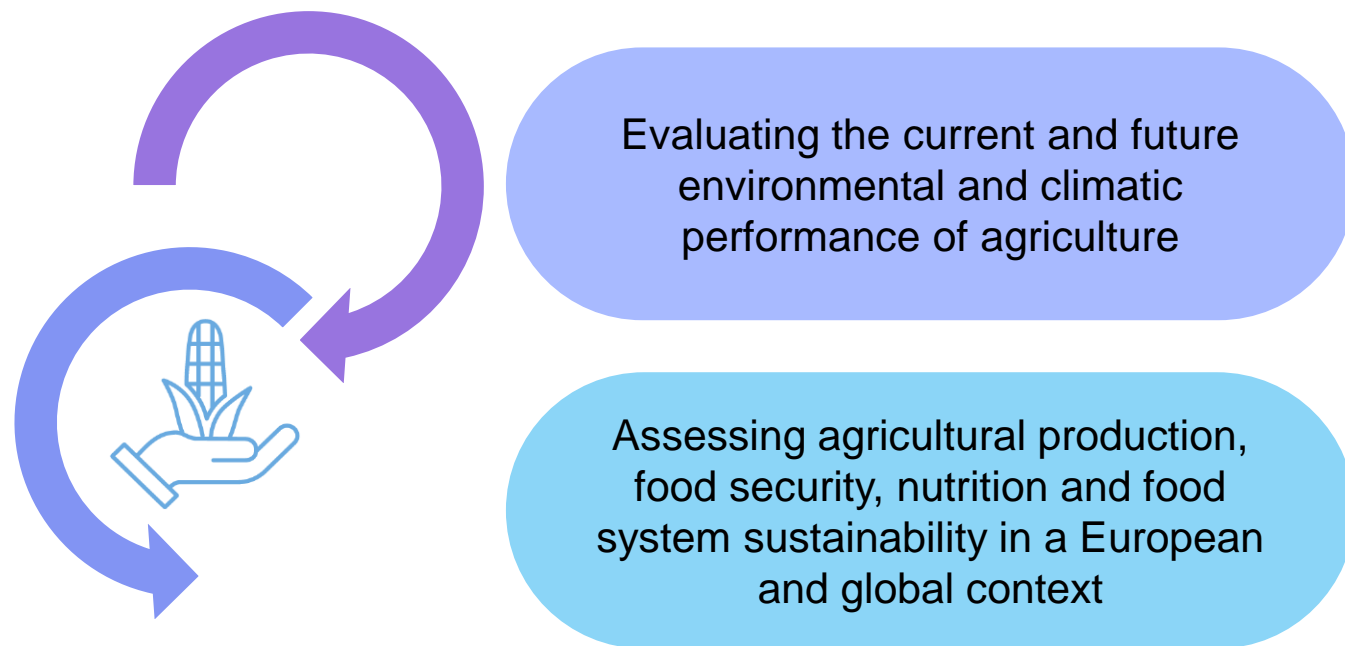 Evaluating the current and future
environmental and climatic
performance of agriculture
Assessing agricultural production,
food security, nutrition and food
system sustainability in a European
and global context